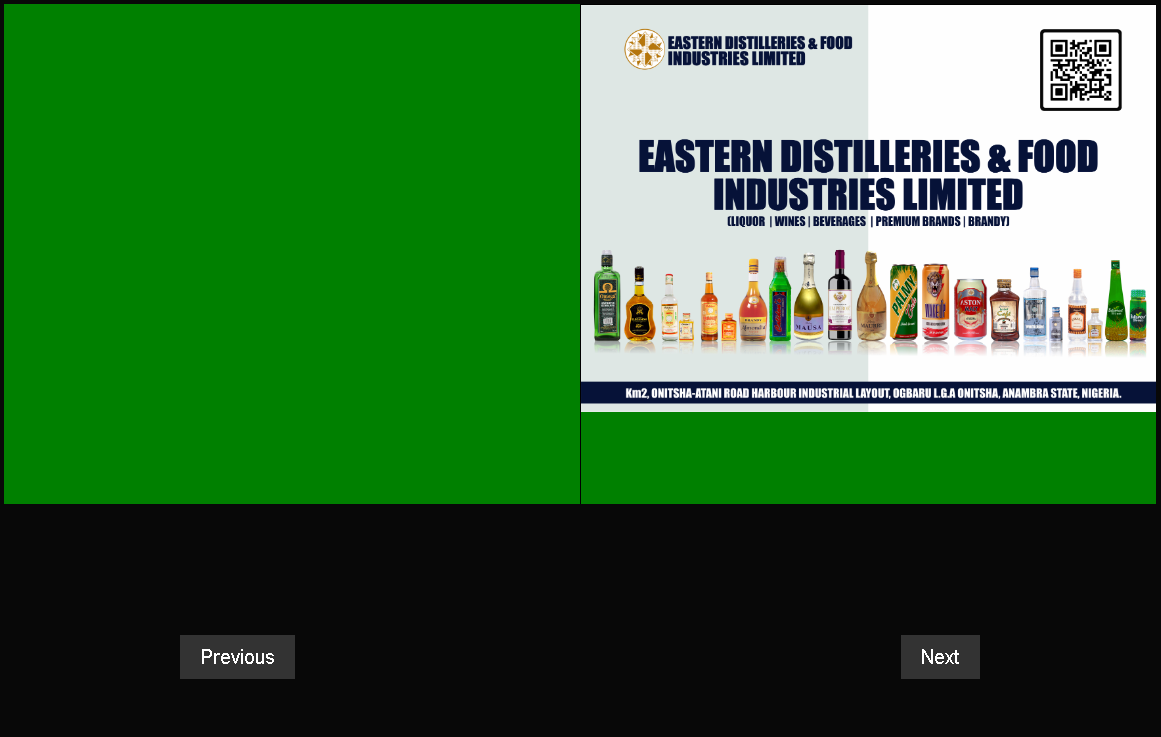 EASTERN DISTILLERIES & FOOD
INDUSTRIES LIMITED
EASTERN DISTILLERIES & FOOD
INDUSTRIES LIMITED
(LIQUOR | WINES | BEVERAGES | PREMIUM BRANDS | BRANDY)
PALMY
ASTON
MAUSA
Km2, ONITSHA-ATANI ROAD HARBOUR INDUSTRIAL LAYOUT, OGBARU L.G.A ONITSHA, ANAMBRA STATE, NIGERIA.
Previous
Next